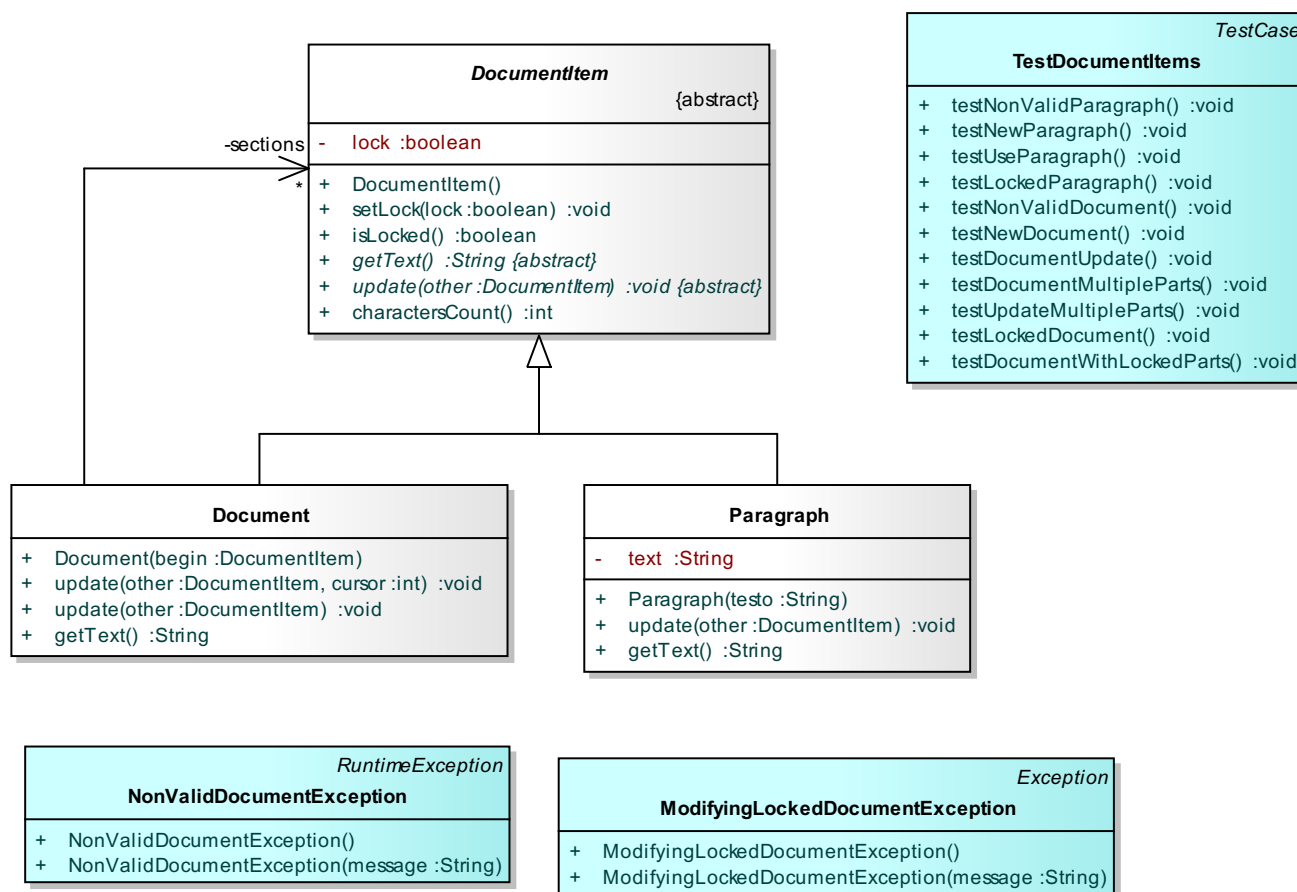 DocumentItem
{abstract}
- lock :boolean
+ DocumentItem()
+ setLock(lock :boolean) :void
+ isLocked() :boolean
+ getText() :String {abstract}
+ update(other :DocumentItem) :void {abstract}
+ charactersCount() :int
-sections
*
TestCase
TestDocumentItems
+ testNonValidParagraph() :void
+ testNewParagraph() :void
+ testUseParagraph() :void
+ testLockedParagraph() :void
+ testNonValidDocument() :void
+ testNewDocument() :void
+ testDocumentUpdate() :void
+ testDocumentMultipleParts() :void
+ testUpdateMultipleParts() :void
+ testLockedDocument() :void
+ testDocumentWithLockedParts() :void
Document
+ Document(begin :DocumentItem)
+ update(other :DocumentItem, cursor :int) :void
+ update(other :DocumentItem) :void
+ getText() :String
Paragraph
- text :String
+ Paragraph(testo :String)
+ update(other :DocumentItem) :void
+ getText() :String
RuntimeException
NonValidDocumentException
+ NonValidDocumentException()
+ NonValidDocumentException(message :String)
Exception
ModifyingLockedDocumentException
+ ModifyingLockedDocumentException()
+ ModifyingLockedDocumentException(message :String)